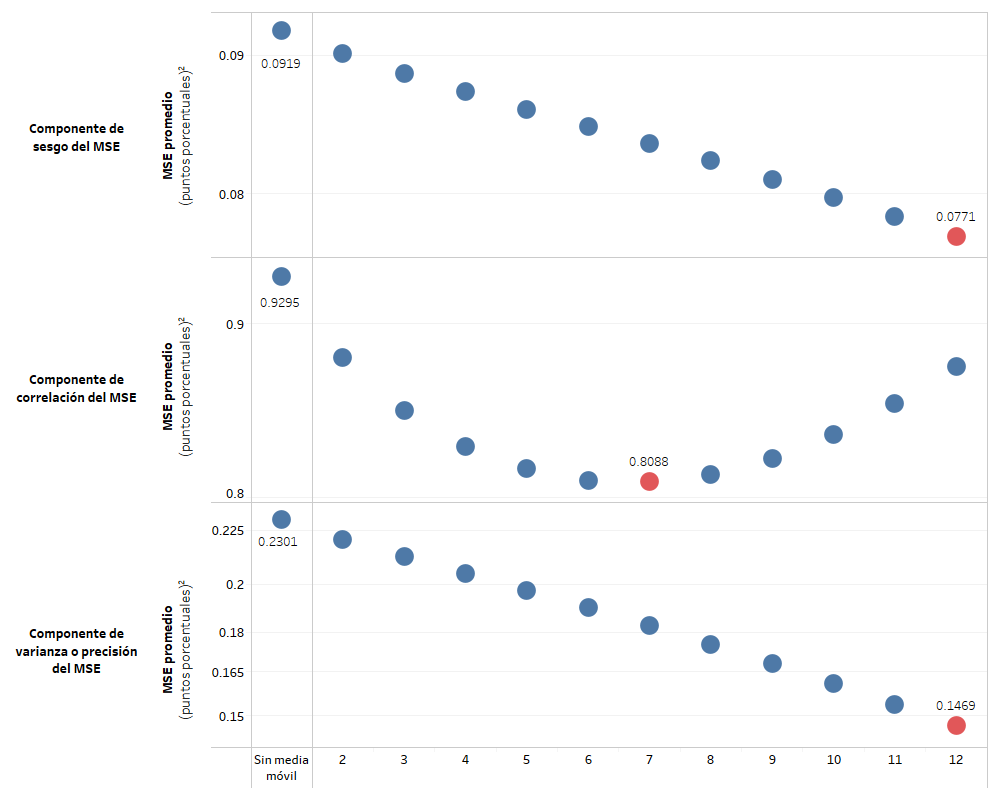 Componente de
sesgo del MSE
MSE promedio
(puntos porcentuales)²
0.09
0.08
0.0919
0.0771
Componente de
correlación del MSE
MSE promedio
(puntos porcentuales)²
0.9
0.8
0.9295
0.8088
Componente de
varianza o precisión
del MSE
MSE promedio
(puntos porcentuales)²
0.225
0.2
0.18
0.165
0.15
0.2301
0.1469
Sin media
móvil
2 3 4 5 6 7 8 9 10 11 12